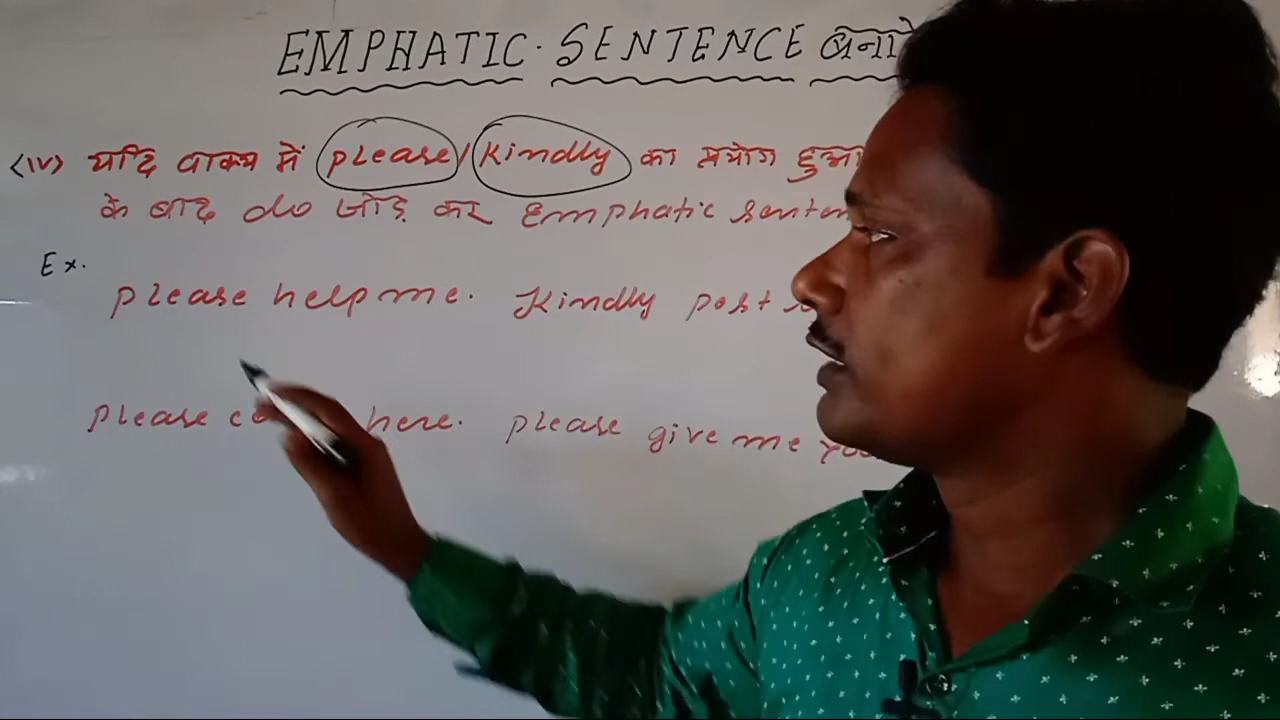 EMPHATIC. SENTENCE बनाने
<iv> यदि वाक्य में please/kindly का प्रयोग हुआ
के बाद do जोड़ कर Emphatic
Ex.
please help me. Kindly post
please here. please give me